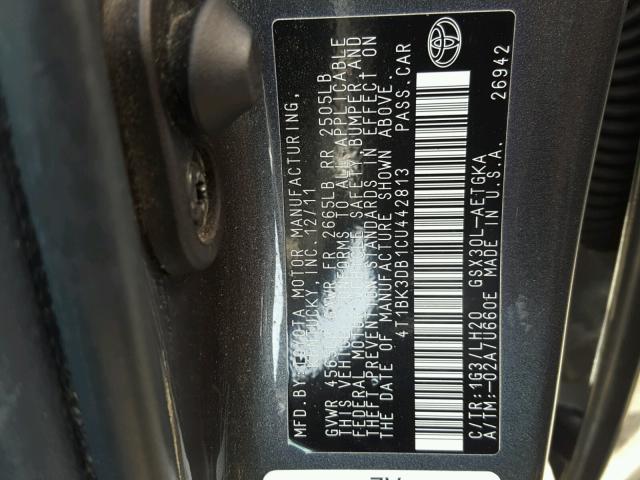 MFD. BY: TOYOTA MOTOR MANUFACTURING,
KENTUCKY, INC. 12/11
GVWR GAWR FR 2665LB RR 2505LB
THIS VEHICLE CONFORMS TO ALL APPLICABLE
FEDERAL MOTOR VEHICLE SAFETY, BUMPER, AND
THEFT PREVENTION STANDARDS IN EFFECT ON
THE DATE OF MANUFACTURE SHOWN ABOVE.
4T1BK3DB1CU442813 PASS. CAR
C/TR: 1G3/LH20 GSX30L-AETGKA
A/TM: -02A/U660E MADE IN U.S.A.
26942